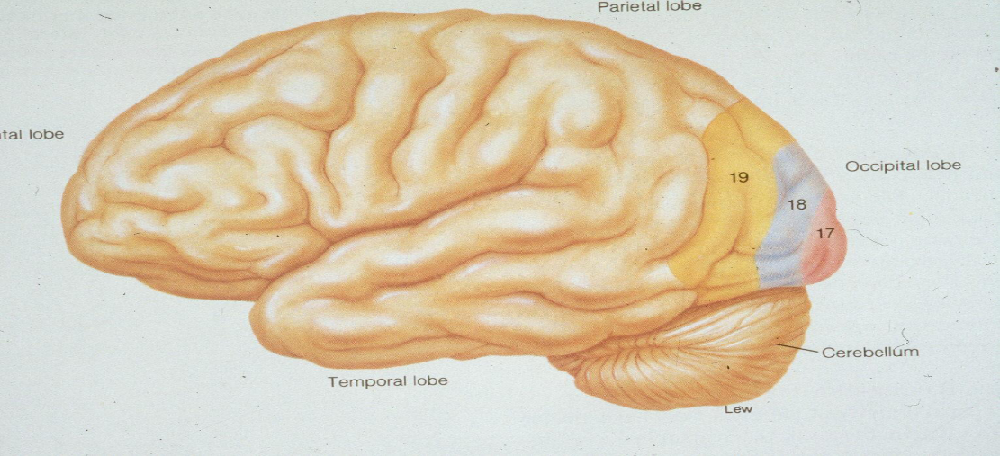 Parietal lobe
ntal lobe
Occipital lobe
19
18
17
Cerebellum
Temporal lobe
Lew